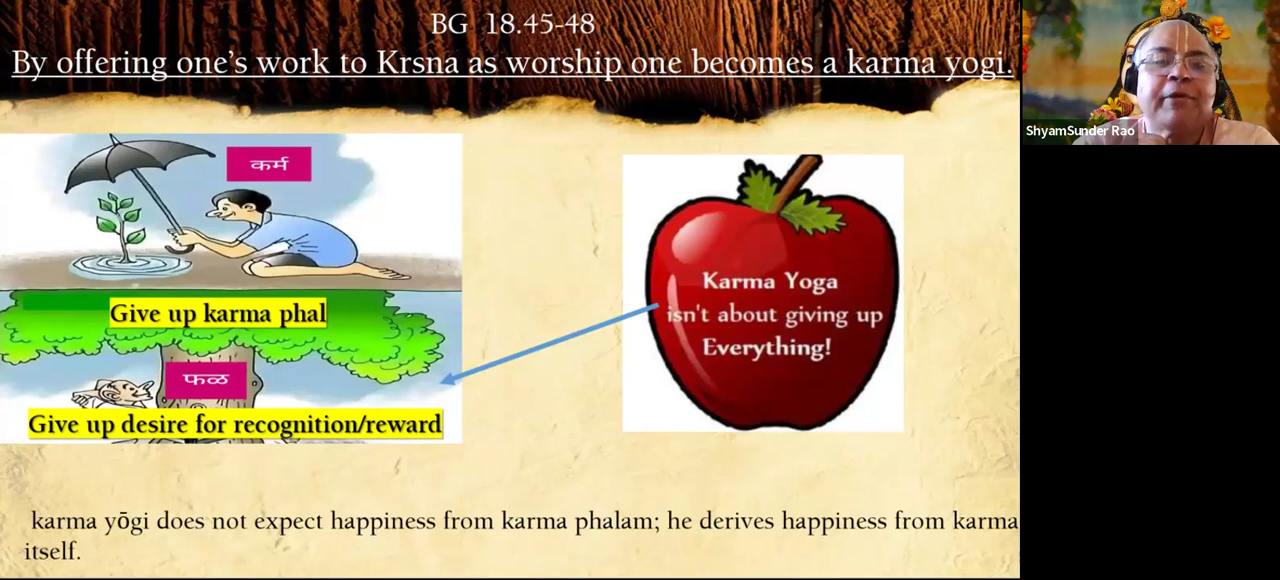 BG 18.45-48
By offering one's work to Krsna as worship one becomes a karma yogi.
ShyamSunder Rao
कर्म
Give up karma phal
फळ
Give up desire for recognition/reward
Karma Yoga
isn't about giving up
Everything!
karma yōgi does not expect happiness from karma phalam; he derives happiness from karma
itself.